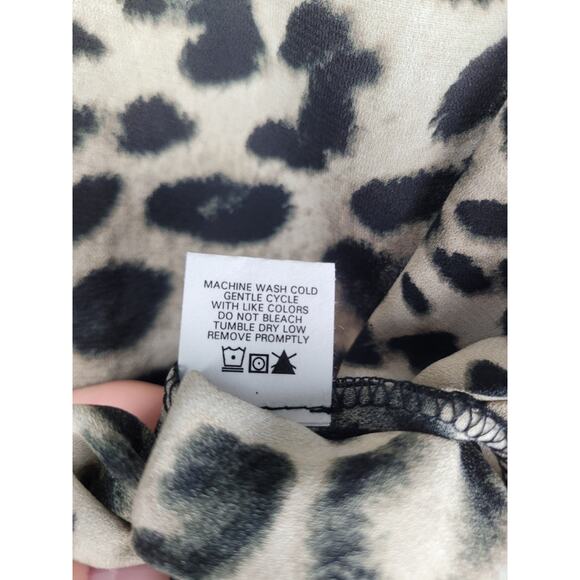 MACHINE WASH COLD
GENTLE CYCLE
WITH LIKE COLORS
DO NOT BLEACH
TUMBLE DRY LOW
REMOVE PROMPTLY